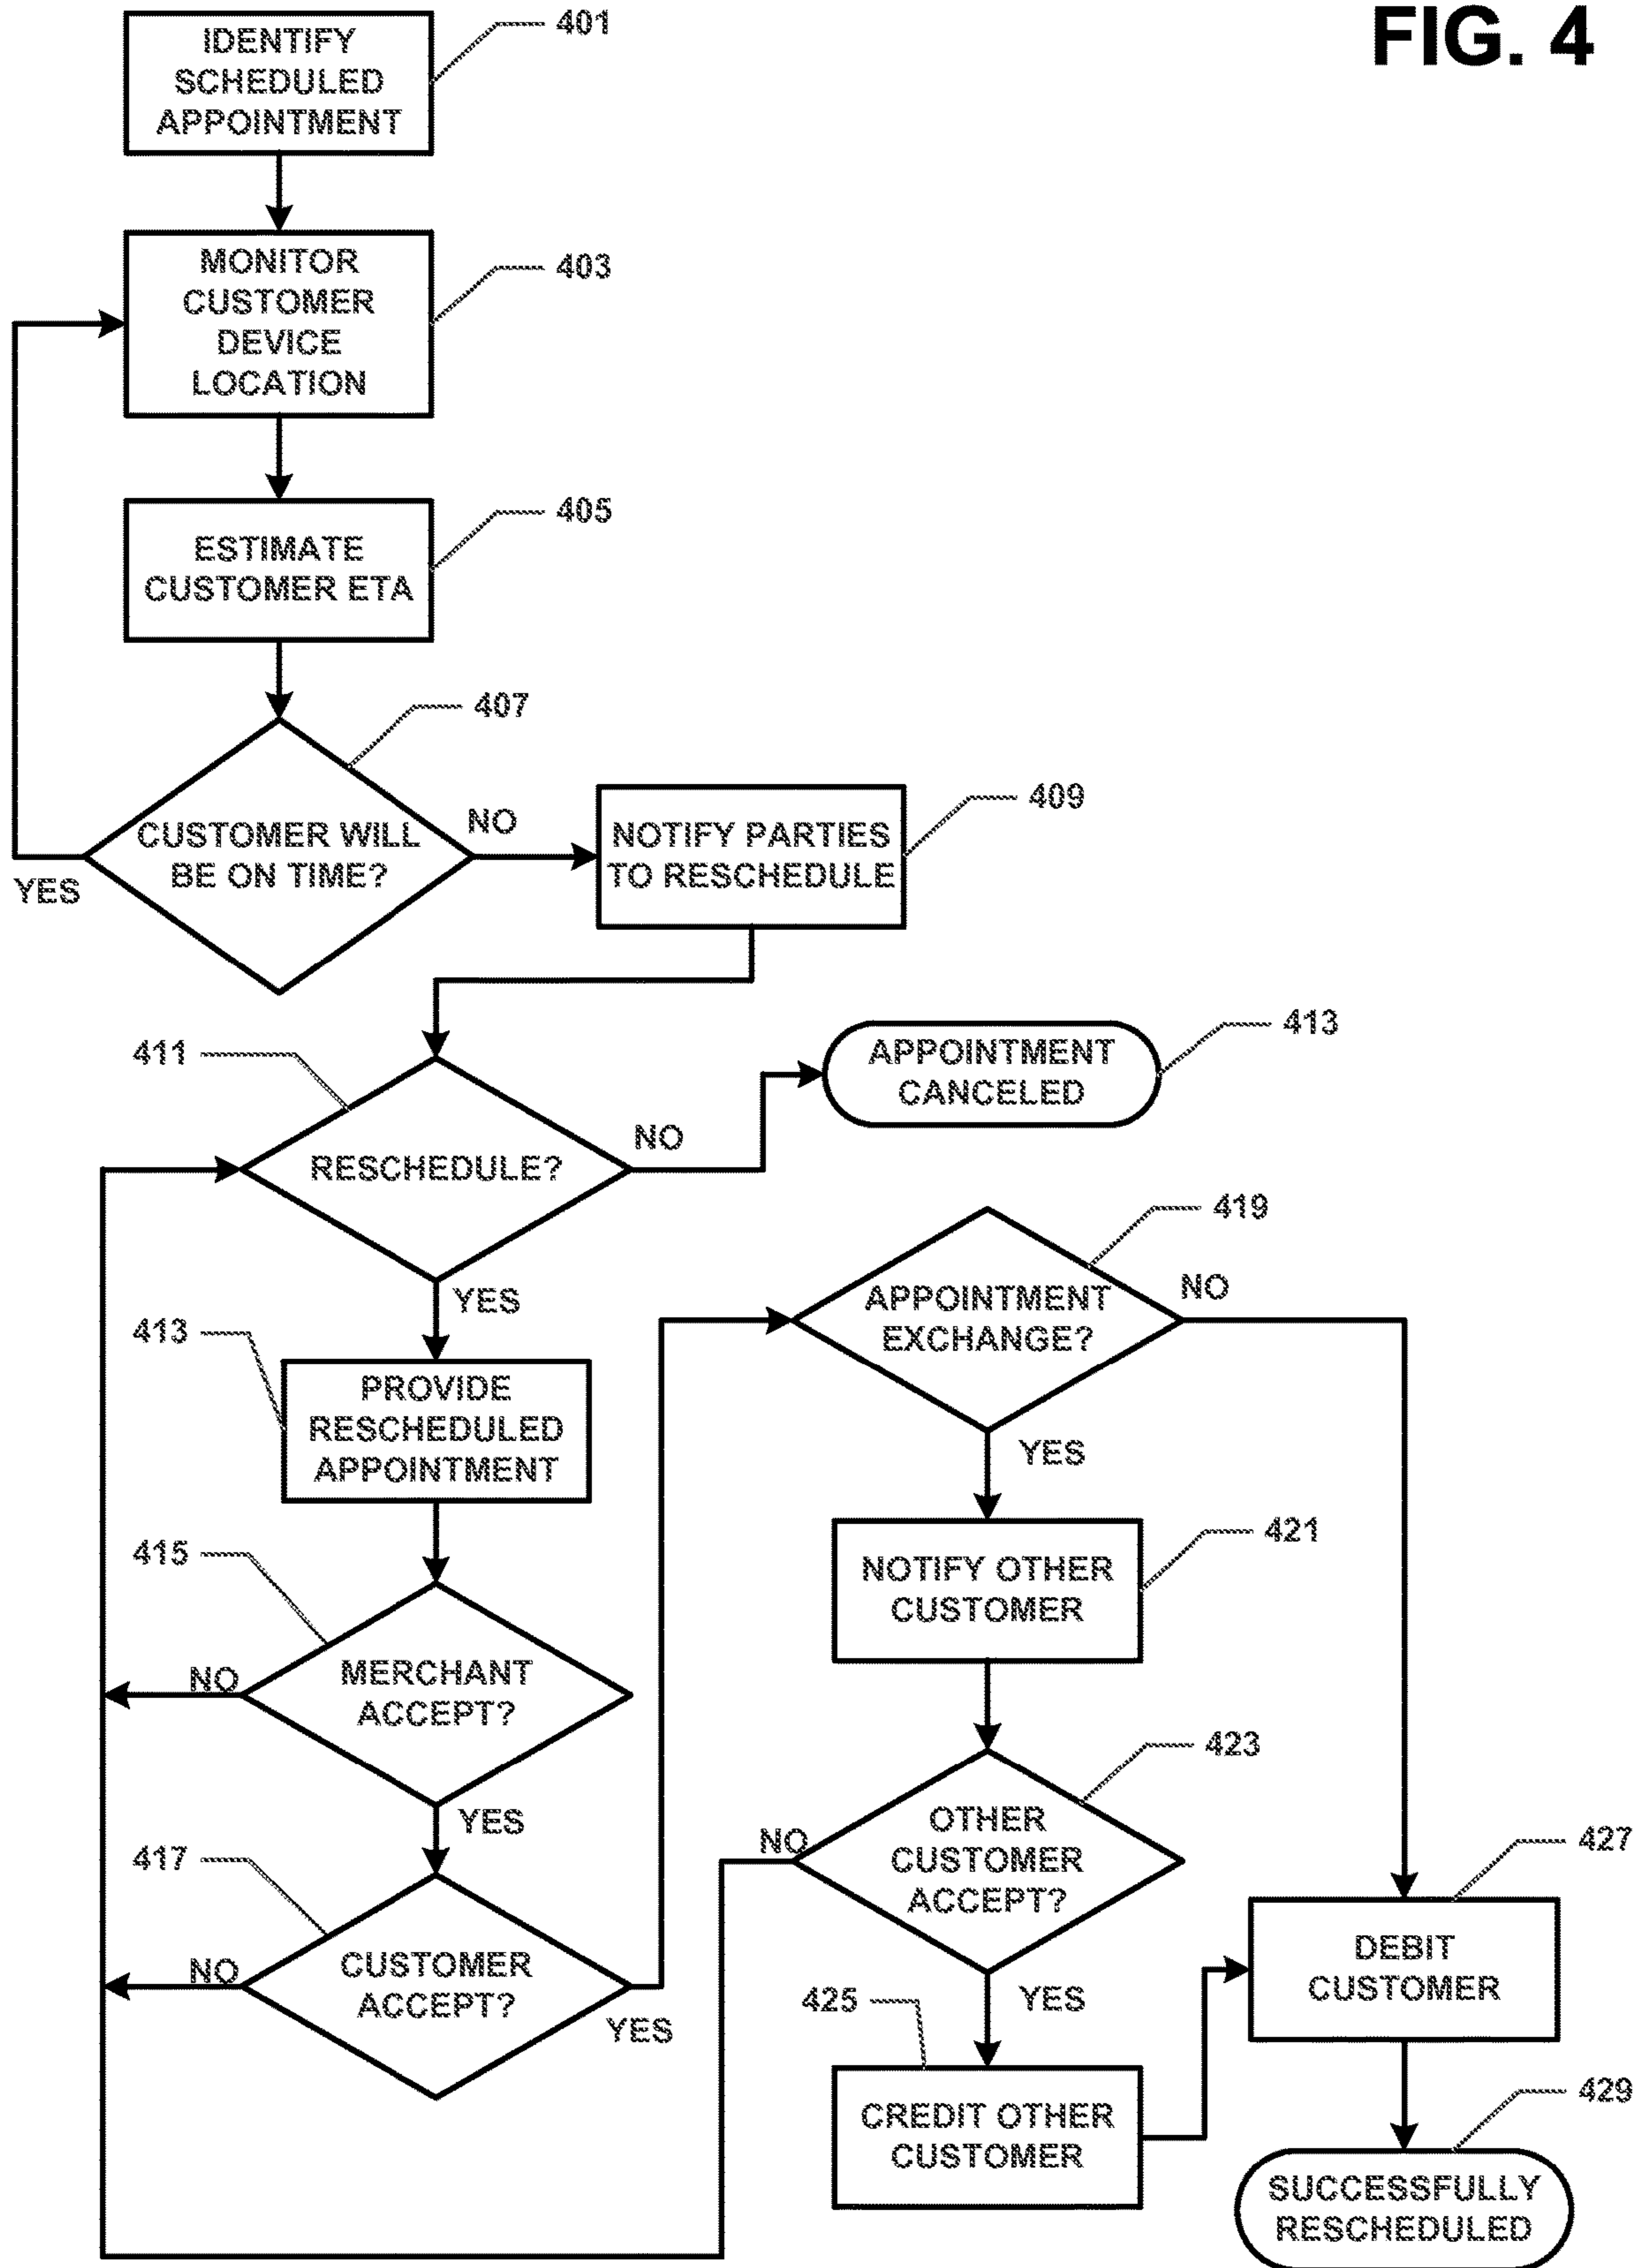 FIG. 4
IDENTIFY
SCHEDULED
APPOINTMENT
401
MONITOR
CUSTOMER
DEVICE
LOCATION
403
ESTIMATE
CUSTOMER ETA
405
407
CUSTOMER WILL
BE ON TIME?
YES
NO
NOTIFY PARTIES
TO RESCHEDULE
409
411
RESCHEDULE?
NO
APPOINTMENT
CANCELED
413
YES
413
PROVIDE
RESCHEDULED
APPOINTMENT
415
MERCHANT
ACCEPT?
NO
YES
417
CUSTOMER
ACCEPT?
NO
YES
419
APPOINTMENT
EXCHANGE?
NO
YES
NOTIFY OTHER
CUSTOMER
421
423
OTHER
CUSTOMER
ACCEPT?
NO
YES
425
CREDIT OTHER
CUSTOMER
427
DEBIT
CUSTOMER
429
SUCCESSFULLY
RESCHEDULED